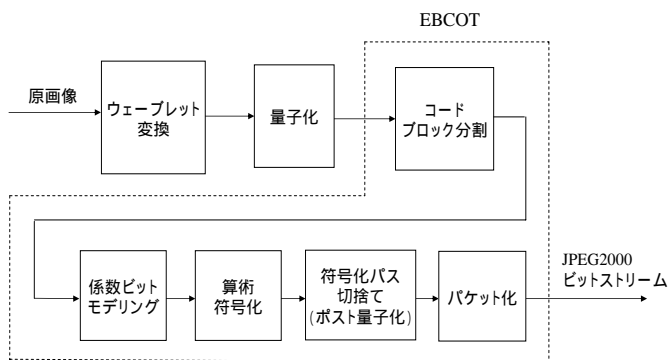 EBCOT
原画像
ウェーブレット
変換
量子化
コード
ブロック分割
係数ビット
モデリング
算術
符号化
符号化パス
切捨て
(ポスト量子化)
パケット化
JPEG2000
ビットストリーム